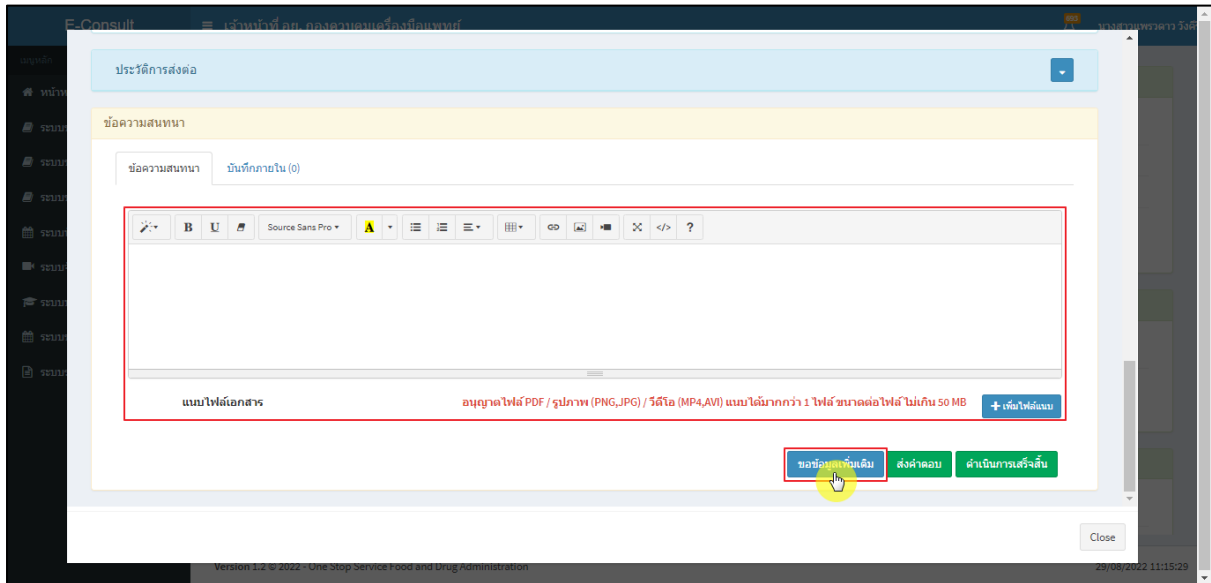 E-Consult
เจ้าหน้าที่ อย. กองควบคุมเครื่องมือแพทย์
เมนูหลัก
ประวัติการส่งต่อ
ข้อความสนทนา
ข้อความสนทนา บันทึกภายใน (0)
B U Source Sans Pro A </> ?
แนบไฟล์เอกสาร อนุญาตไฟล์ PDF / รูปภาพ (PNG,JPG) / วีดีโอ (MP4,AVI) แนบได้มากกว่า 1 ไฟล์ ขนาดต่อไฟล์ ไม่เกิน 50 MB เพิ่มไฟล์แนบ
ขอข้อมูลเพิ่มเติม ส่งคำตอบ ดำเนินการเสร็จสิ้น
Close
Version 1.2 © 2022 - One Stop Service Food and Drug Administration 29/08/2022 11:15:29